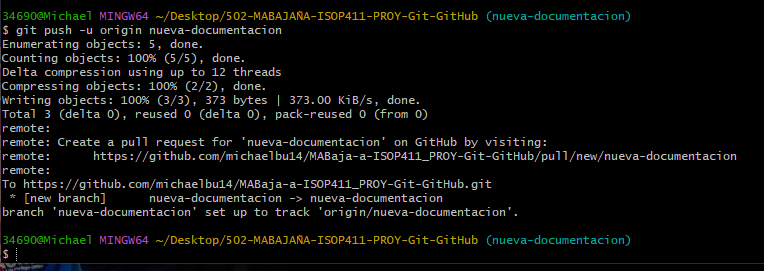 34690@Michael MINGW64 ~/Desktop/502-MABAJAÑA-ISOP411-PROY-Git-GitHub (nueva-documentacion)
$ git push -u origin nueva-documentacion
Enumerating objects: 5, done.
Counting objects: 100% (5/5), done.
Delta compression using up to 12 threads
Compressing objects: 100% (2/2), done.
Writing objects: 100% (3/3), 373 bytes | 373.00 KiB/s, done.
Total 3 (delta 0), reused 0 (delta 0), pack-reused 0 (from 0)
remote:
remote: Create a pull request for 'nueva-documentacion' on GitHub by visiting:
remote:      https://github.com/michaelbu14/MABaja-a-ISOP411_PROY-Git-GitHub/pull/new/nueva-documentacion
remote:
To https://github.com/michaelbu14/MABaja-a-ISOP411_PROY-Git-GitHub.git
 * [new branch]      nueva-documentacion -> nueva-documentacion
branch 'nueva-documentacion' set up to track 'origin/nueva-documentacion'.
34690@Michael MINGW64 ~/Desktop/502-MABAJAÑA-ISOP411-PROY-Git-GitHub (nueva-documentacion)
$